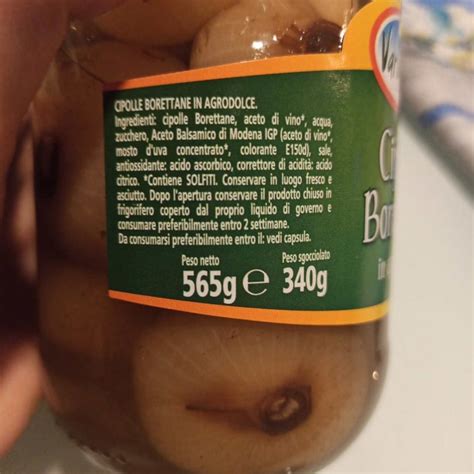 CIPOLLE BORETTANE IN AGRODOLCE.
Ingredienti: cipolle Borettane, aceto di vino*, acqua,
zucchero, Aceto Balsamico di Modena IGP (aceto di vino*,
mosto d'uva concentrato*, colorante E150d), sale,
antiossidante: acido ascorbico, correttore di acidità: acido
citrico. *Contiene SOLFITI. Conservare in luogo fresco e
asciutto. Dopo l'apertura conservare il prodotto chiuso in
frigorifero coperto dal proprio liquido di governo e
consumare preferibilmente entro 2 settimane.
Da consumarsi preferibilmente entro il: vedi capsula.
Peso netto Peso sgocciolato
565g e 340g